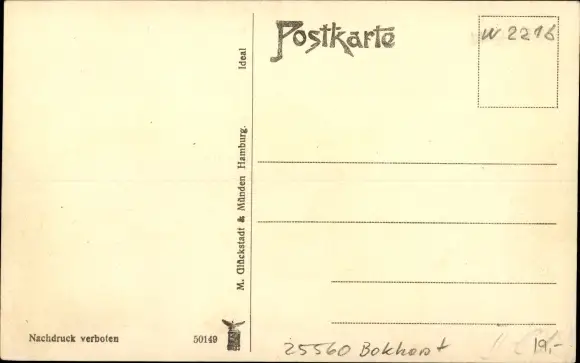 Postkarte
W 2216
M. Glückstadt & Münden Hamburg. Ideal
Nachdruck verboten 50149
25560 Bokhorst
19,-